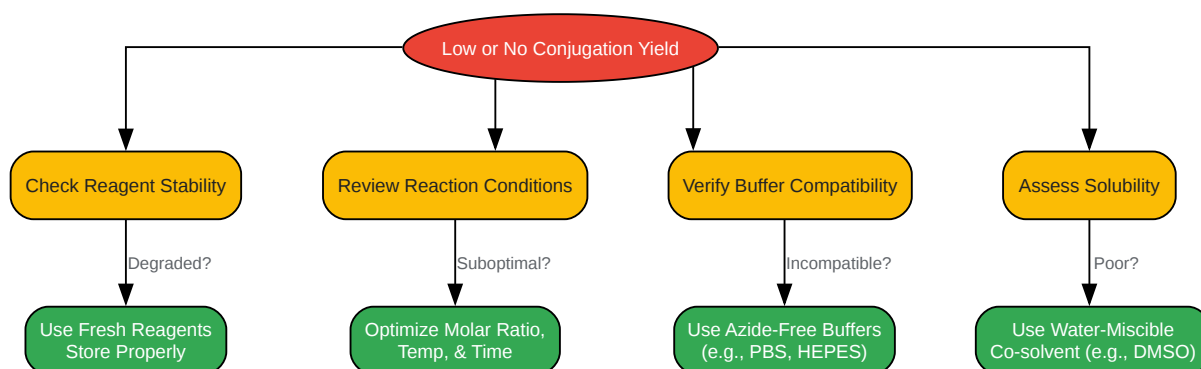 Low or No Conjugation Yield
Check Reagent Stability
Review Reaction Conditions
Verify Buffer Compatibility
Assess Solubility
Degraded?
Suboptimal?
Incompatible?
Poor?
Use Fresh Reagents
Store Properly
Optimize Molar Ratio,
Temp, & Time
Use Azide-Free Buffers
(e.g., PBS, HEPES)
Use Water-Miscible
Co-solvent (e.g., DMSO)